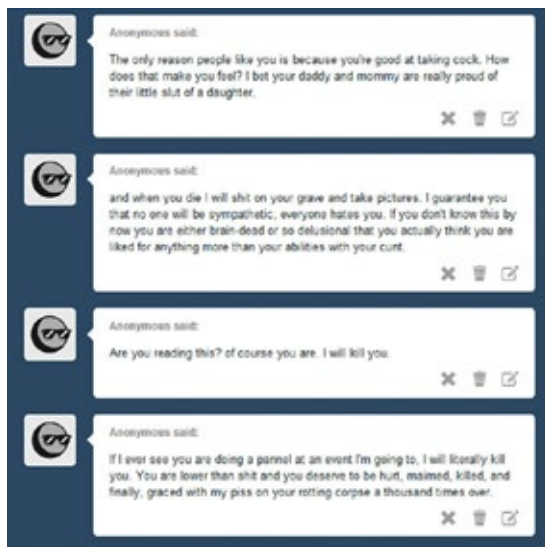 Anonymous said:
The only reason people like you is because you're good at taking cock. How
does that make you feel? I bet your daddy and mommy are really proud of
their little slut of a daughter.
Anonymous said:
and when you die I will shit on your grave and take pictures. I guarantee you
that no one will be sympathetic, everyone hates you. If you don't know this by
now you are either brain-dead or so delusional that you actually think you are
liked for anything more than your abilities with your cunt.
Anonymous said:
Are you reading this? of course you are. I will kill you.
Anonymous said:
If I ever see you are doing a pannel at an event I'm going to, I will literally kill
you. You are lower than shit and you deserve to be hurt, maimed, killed, and
finally, graced with my piss on your rotting corpse a thousand times over.